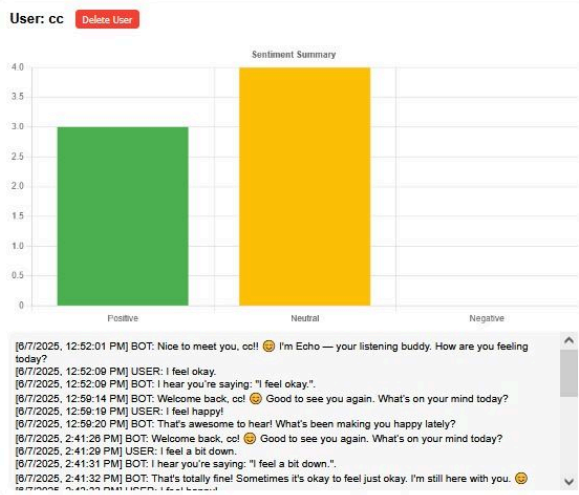 User: cc Delete User
Sentiment Summary
4.0
3.5
3.0
2.5
2.0
1.5
1.0
0.5
0
Positive Neutral Negative
[6/7/2025, 12:52:01 PM] BOT: Nice to meet you, cc!! 😊 I'm Echo — your listening buddy. How are you feeling
today?
[6/7/2025, 12:52:09 PM] USER: I feel okay.
[6/7/2025, 12:52:09 PM] BOT: I hear you're saying: "I feel okay.".
[6/7/2025, 12:59:14 PM] BOT: Welcome back, cc! 😊 Good to see you again. What's on your mind today?
[6/7/2025, 12:59:19 PM] USER: I feel happy!
[6/7/2025, 12:59:20 PM] BOT: That's awesome to hear! What's been making you happy lately?
[6/7/2025, 2:41:26 PM] BOT: Welcome back, cc! 😊 Good to see you again. What's on your mind today?
[6/7/2025, 2:41:29 PM] USER: I feel a bit down.
[6/7/2025, 2:41:31 PM] BOT: I hear you're saying: "I feel a bit down.".
[6/7/2025, 2:41:32 PM] BOT: That's totally fine! Sometimes it's okay to feel just okay. I'm still here with you. 😊